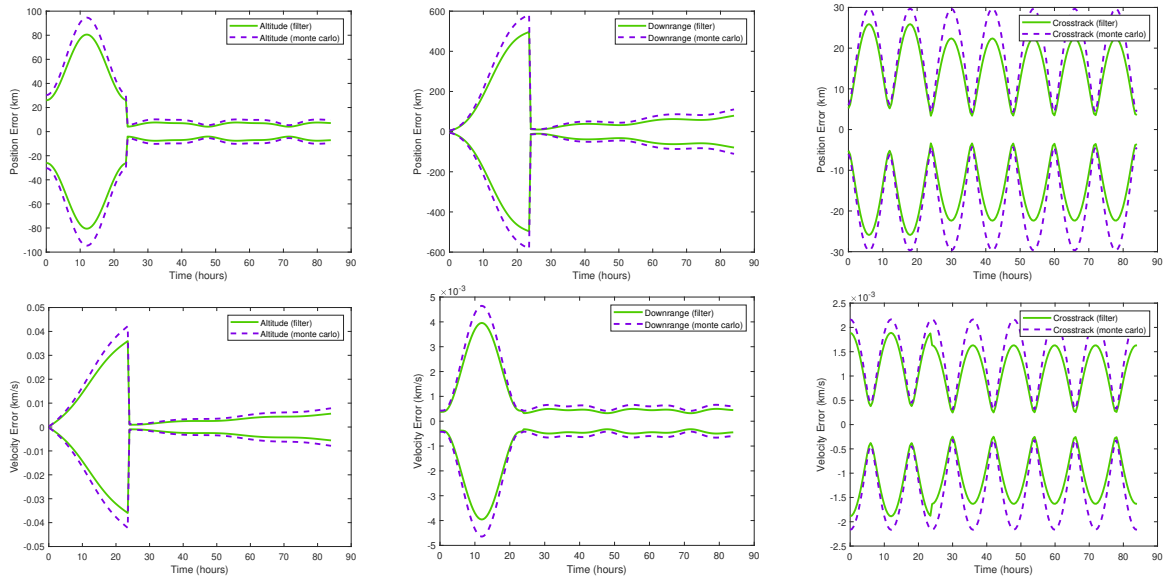 100
80
60
40
20
0
-20
-40
-60
-80
-100
Position Error (km)
0 10 20 30 40 50 60 70 80 90
Time (hours)
Altitude (filter)
Altitude (monte carlo)
600
400
200
0
-200
-400
-600
Position Error (km)
0 10 20 30 40 50 60 70 80 90
Time (hours)
Downrange (filter)
Downrange (monte carlo)
30
20
10
0
-10
-20
-30
Position Error (km)
0 10 20 30 40 50 60 70 80 90
Time (hours)
Crosstrack (filter)
Crosstrack (monte carlo)
0.05
0.04
0.03
0.02
0.01
0
-0.01
-0.02
-0.03
-0.04
-0.05
Velocity Error (km/s)
0 10 20 30 40 50 60 70 80 90
Time (hours)
Altitude (filter)
Altitude (monte carlo)
×10-3
5
4
3
2
1
0
-1
-2
-3
-4
-5
Velocity Error (km/s)
0 10 20 30 40 50 60 70 80 90
Time (hours)
Downrange (filter)
Downrange (monte carlo)
×10-3
2.5
2
1.5
1
0.5
0
-0.5
-1
-1.5
-2
-2.5
Velocity Error (km/s)
0 10 20 30 40 50 60 70 80 90
Time (hours)
Crosstrack (filter)
Crosstrack (monte carlo)